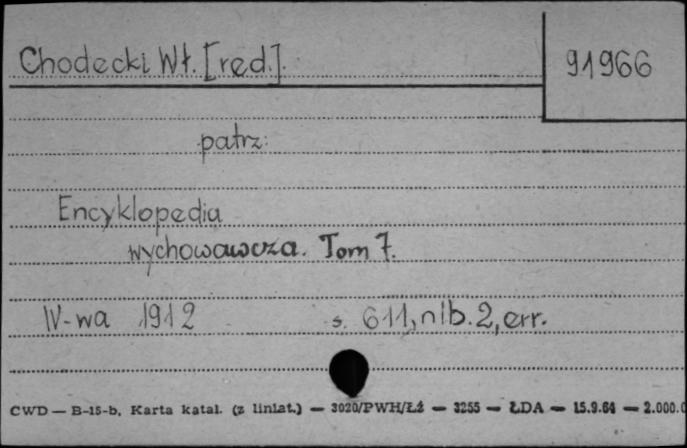 Chodecki Wł. [red.].
91966
patrz:
Encyklopedia
wychowawcza. Tom 7.
W-wa 1912 s. 611, nlb. 2, err.
CWD — B-15-b, Karta katal. (z liniat.) — 3020/PWH/ŁŹ — 3255 — ŁDA — 15.9.64 — 2.000.0